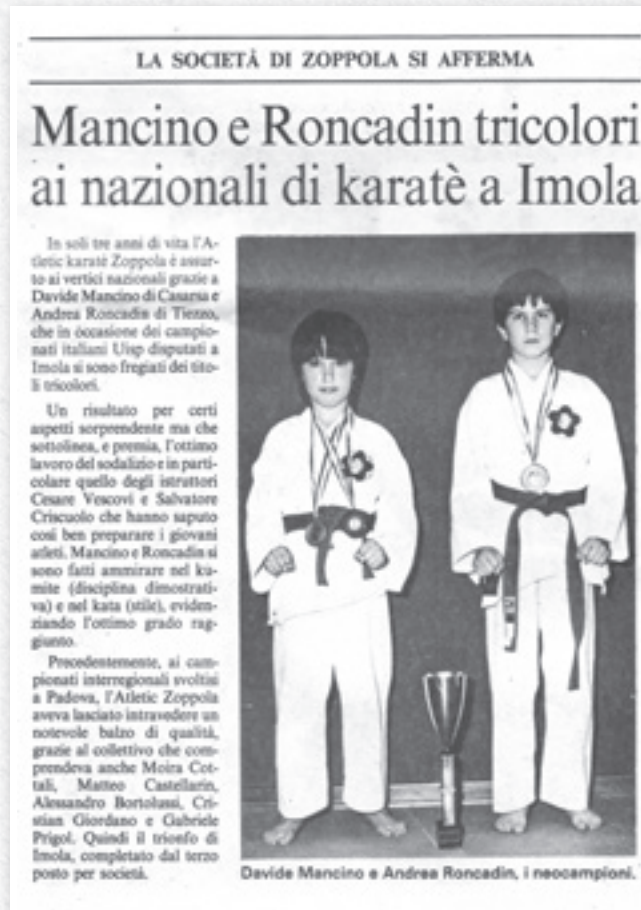 LA SOCIETÀ DI ZOPPOLA SI AFFERMA
Mancino e Roncadin tricolori
ai nazionali di karatè a Imola
In soli tre anni di vita l'A-
tletic karatè Zoppola è assur-
to ai vertici nazionali grazie a
Davide Mancino di Casarsa e
Andrea Roncadin di Tiezzo,
che in occasione dei campio-
nati italiani Uisp disputati a
Imola si sono fregiati dei tito-
li tricolori.
Un risultato per certi
aspetti sorprendente ma che
sottolinea, e premia, l'ottimo
lavoro del sodalizio e in parti-
colare quello degli istruttori
Cesare Vescovi e Salvatore
Criscuolo che hanno saputo
così ben preparare i giovani
atleti. Mancino e Roncadin si
sono fatti ammirare nel ku-
mite (disciplina dimostrati-
va) e nel kata (stile), eviden-
ziando l'ottimo grado rag-
giunto.
Precedentemente, ai cam-
pionati interregionali svoltisi
a Padova, l'Atletic Zoppola
aveva lasciato intravedere un
notevole balzo di qualità,
grazie al collettivo che com-
prendeva anche Moira Cot-
tali, Matteo Castellarin,
Alessandro Bortolussi, Cri-
stian Giordano e Gabriele
Prigol. Quindi il trionfo di
Imola, completato dal terzo
posto per società.
Davide Mancino e Andrea Roncadin, i neocampioni.